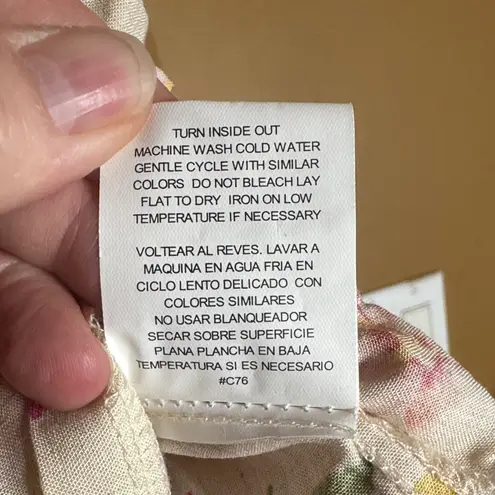 TURN INSIDE OUT
MACHINE WASH COLD WATER
GENTLE CYCLE WITH SIMILAR
COLORS DO NOT BLEACH LAY
FLAT TO DRY IRON ON LOW
TEMPERATURE IF NECESSARY
VOLTEAR AL REVES. LAVAR A
MAQUINA EN AGUA FRIA EN
CICLO LENTO DELICADO CON
COLORES SIMILARES
NO USAR BLANQUEADOR
SECAR SOBRE SUPERFICIE
PLANA PLANCHA EN BAJA
TEMPERATURA SI ES NECESARIO
#C76